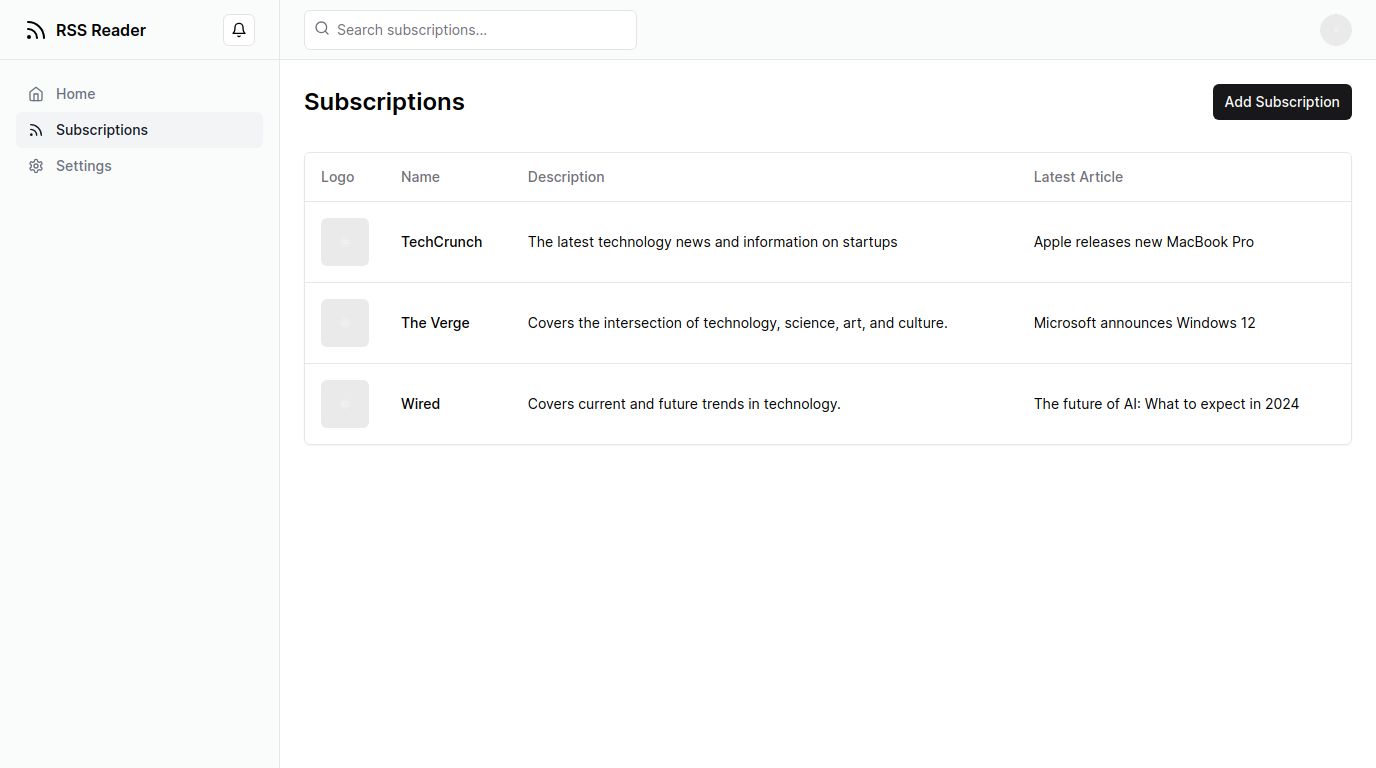 RSS Reader
Search subscriptions...
Home
Subscriptions
Settings
Subscriptions
Add Subscription
Logo Name Description Latest Article
TechCrunch The latest technology news and information on startups Apple releases new MacBook Pro
The Verge Covers the intersection of technology, science, art, and culture. Microsoft announces Windows 12
Wired Covers current and future trends in technology. The future of AI: What to expect in 2024